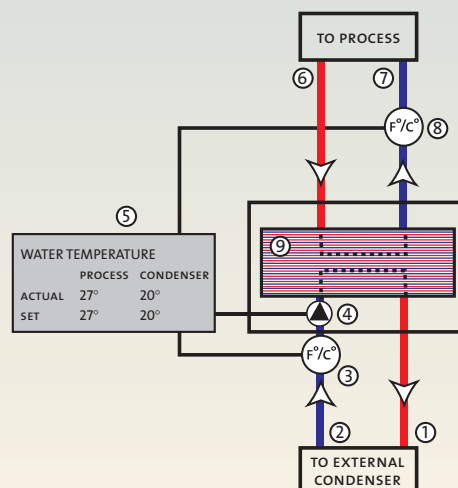 TO PROCESS
⑥ ⑦
F°/C° ⑧
⑤
⑨
WATER TEMPERATURE
PROCESS CONDENSER
ACTUAL 27° 20°
SET 27° 20°
④
F°/C°
③
② ①
TO EXTERNAL
CONDENSER